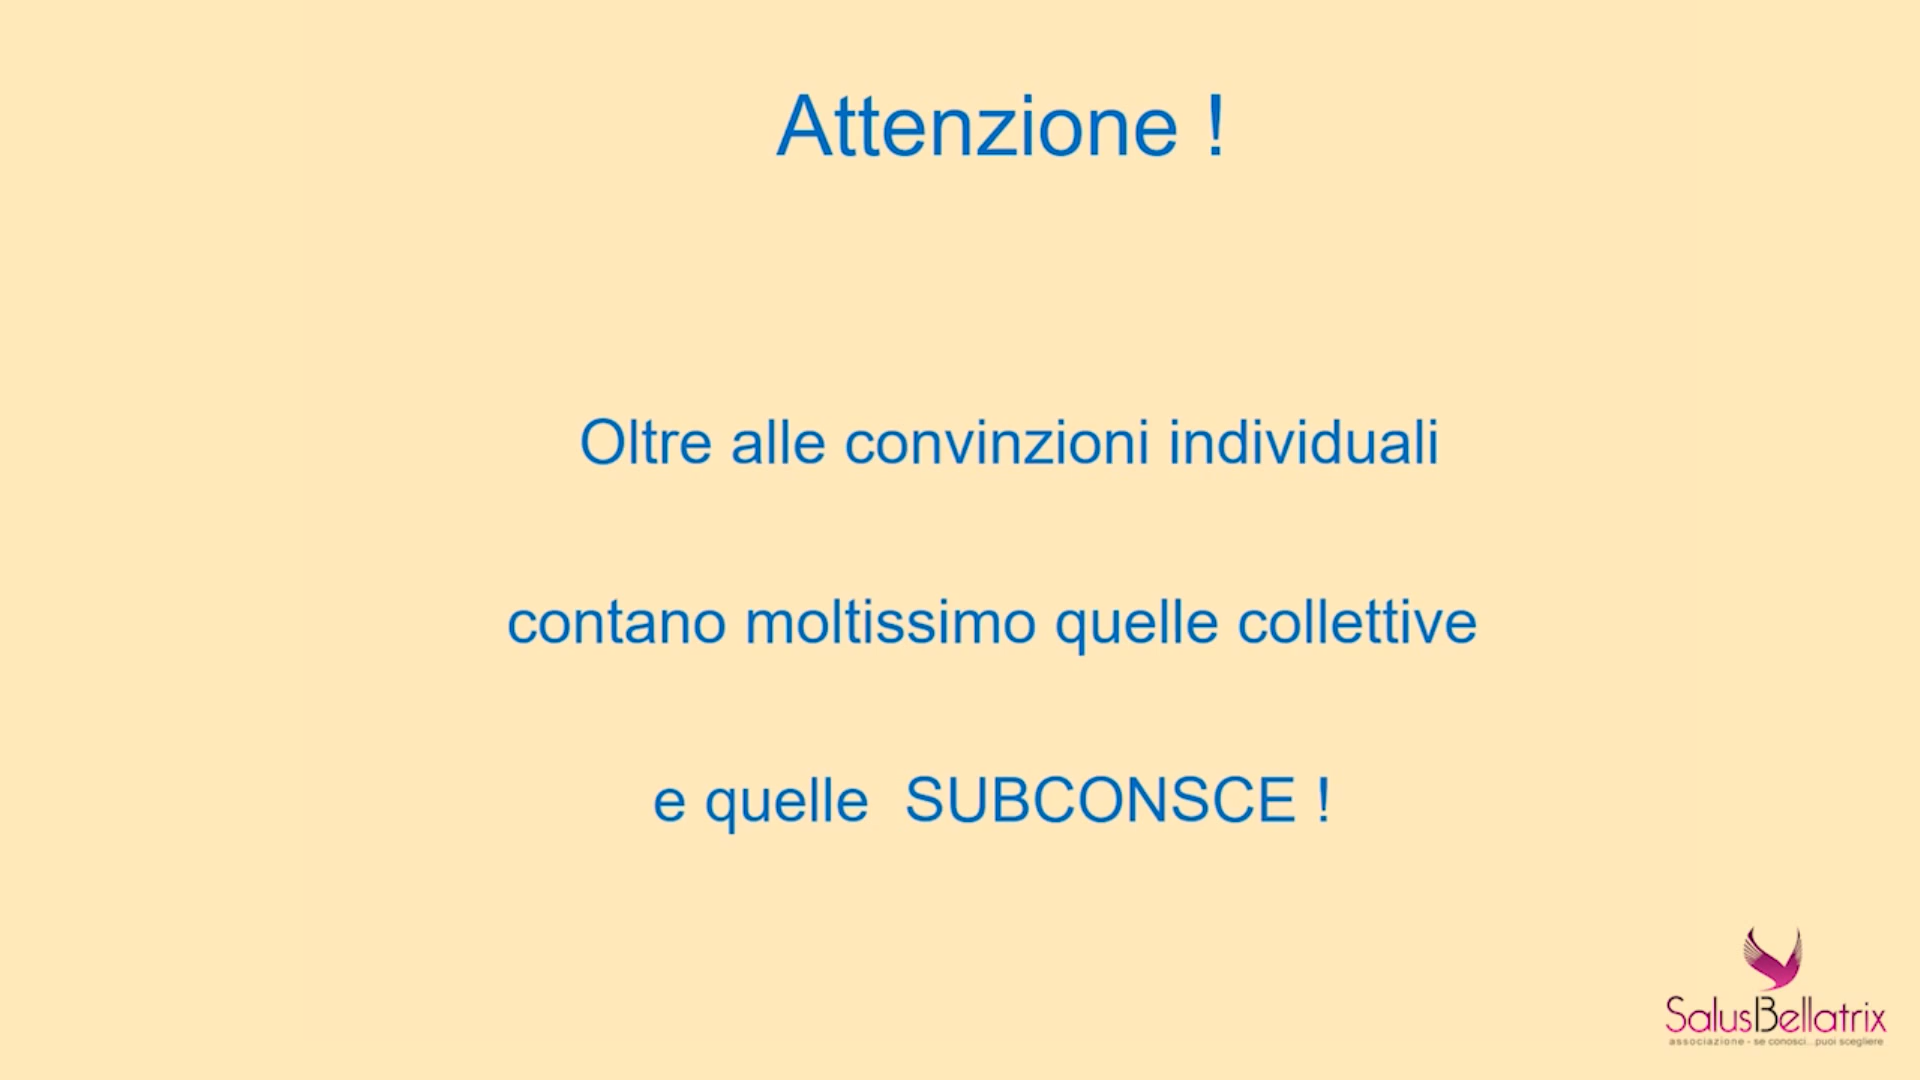 Attenzione !
Oltre alle convinzioni individuali
contano moltissimo quelle collettive
e quelle  SUBCONSCE !
SalusBellatrix
associazione - se conosci...puoi scegliere